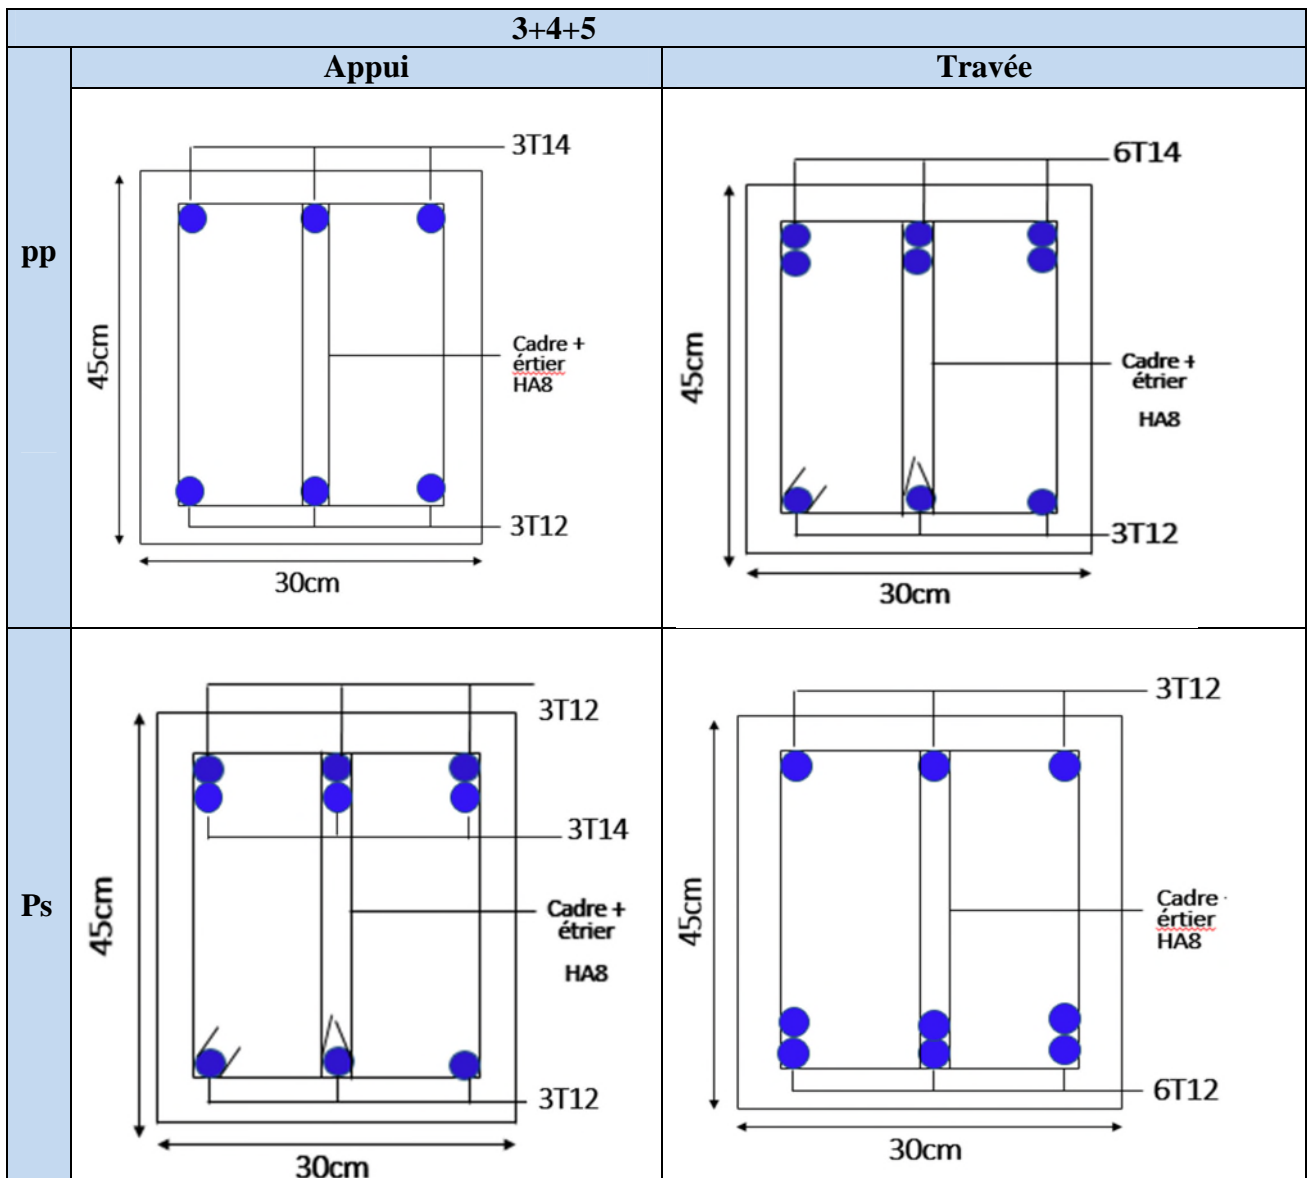 3+4+5
Appui
Travée
pp
3T14
45cm
Cadre +
értier
HA8
3T12
30cm
6T14
45cm
Cadre +
étrier
HA8
3T12
30cm
Ps
3T12
3T14
45cm
Cadre +
étrier
HA8
3T12
30cm
3T12
45cm
Cadre
értier
HA8
6T12
30cm